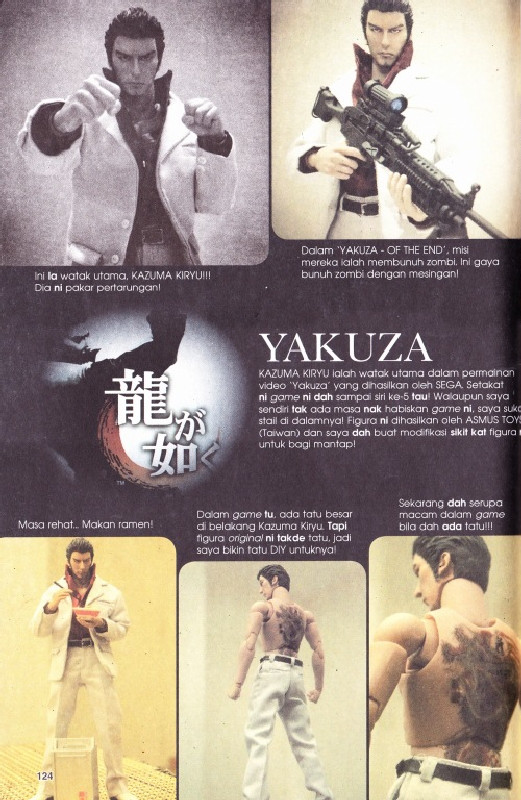 Ini lla watak utama, KAZUMA KIRYU!!!
Dia ni pakar pertarungan!
Dalam 'YAKUZA - OF THE END', misi
mereka ialah membunuh zombi. Ini gaya
bunuh zombi dengan mesingan!
龍が
如く
TM
YAKUZA
KAZUMA KIRYU ialah watak utama dalam permainan
video 'Yakuza' yang dihasilkan oleh SEGA. Setakat
ni game ni dah sampai siri ke-5 tau! Walaupun saya
sendiri tak ada masa nak habiskan game ni, saya suka
stail di dalamnya! Figura ni dihasilkan oleh ASMUS TOYS
(Taiwan) dan saya dah buat modifikasi sikit kat figura ni
untuk bagi mantap!
Masa rehat... Makan ramen!
Dalam game tu, ada tatu besar
di belakang Kazuma Kiryu. Tapi
figura original ni takde tatu, jadi
saya bikin tatu DIY untuknya!
Sekarang dah serupa
macam dalam game
bila dah ada tatu!!!
124